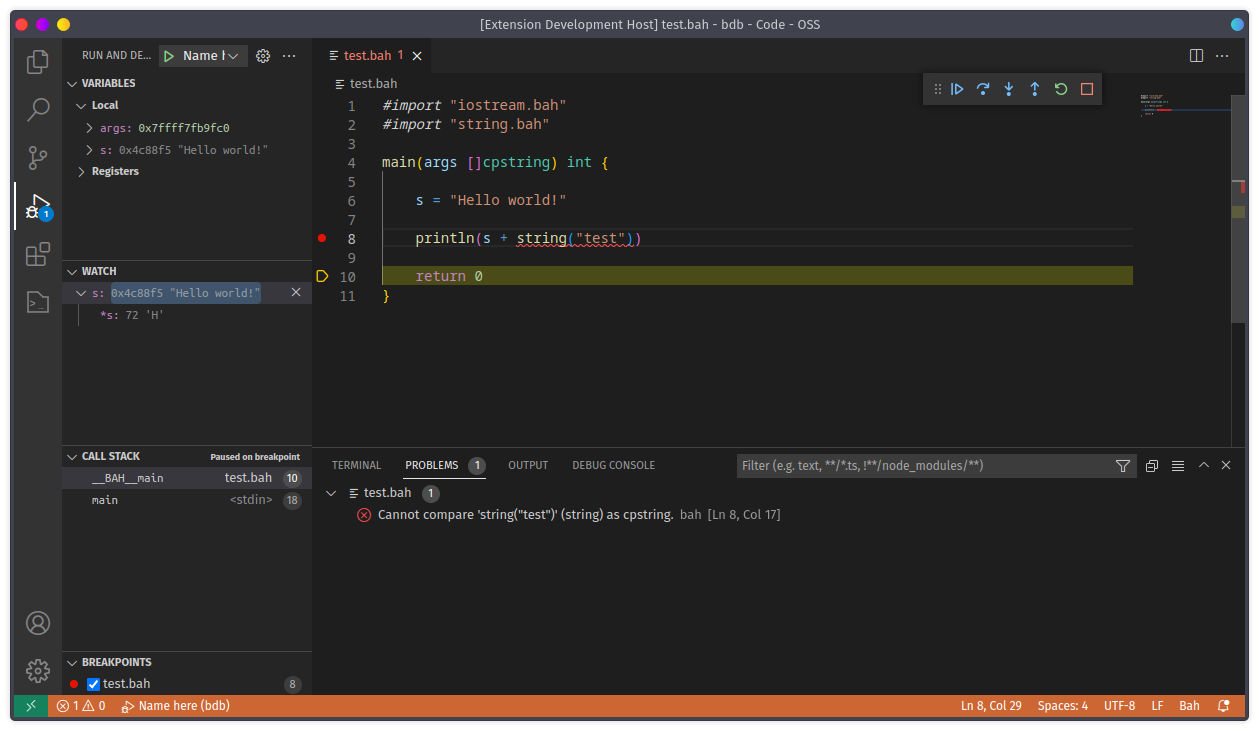 [Extension Development Host] test.bah - bdb - Code - OSS
RUN AND DE...
Name
VARIABLES
Local
args: 0x7ffff7fb9fc0
s: 0x4c88f5 "Hello world!"
Registers
1
WATCH
s: 0x4c88f5 "Hello world!"
*s: 72 'H'
CALL STACK
Paused on breakpoint
__BAH__main test.bah 10
main <stdin> 18
BREAKPOINTS
test.bah 8
test.bah 1
test.bah
1 #import "iostream.bah"
2 #import "string.bah"
3
4 main(args []cpstring) int {
5
6 s = "Hello world!"
7
8 println(s + string("test"))
9
10 return 0
11 }
TERMINAL PROBLEMS 1 OUTPUT DEBUG CONSOLE
Filter (e.g. text, **/*.ts, !**/node_modules/**)
test.bah 1
Cannot compare 'string("test")' (string) as cpstring. bah [Ln 8, Col 17]
1 0 Name here (bdb)
Ln 8, Col 29 Spaces: 4 UTF-8 LF Bah